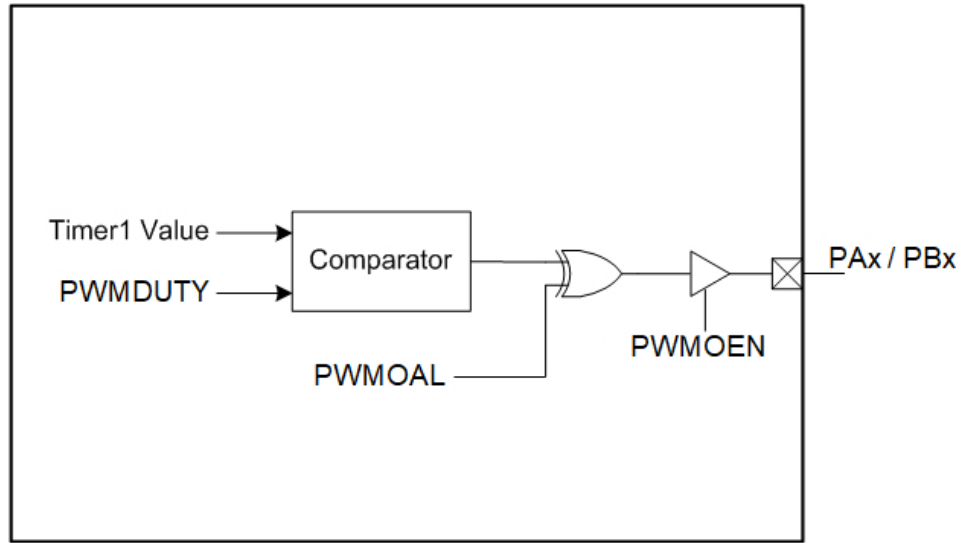 Timer1 Value
PWMDUTY
Comparator
PWMOAL
PWMOEN
PAx / PBx